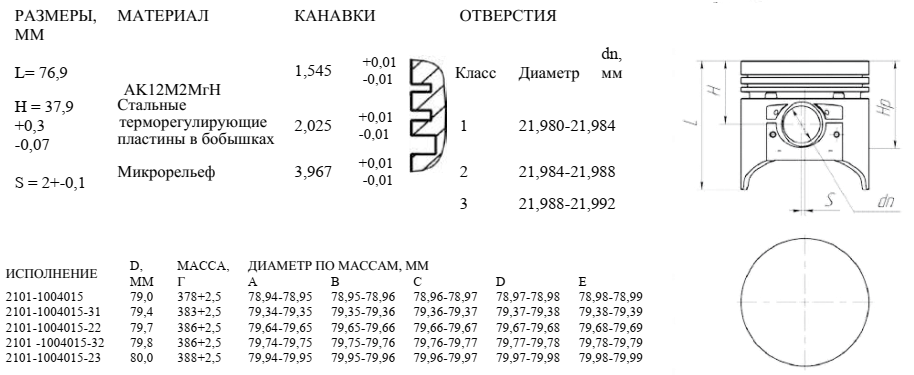 РАЗМЕРЫ, ММ МАТЕРИАЛ КАНАВКИ ОТВЕРСТИЯ
L= 76,9 1,545 +0,01 -0,01 Класс Диаметр dn, мм
H = 37,9 +0,3 -0,07 АК12М2МгН
Стальные терморегулирующие пластины в бобышках 2,025 +0,01 -0,01 1 21,980-21,984
S = 2+-0,1 Микрорельеф 3,967 +0,01 -0,01 2 21,984-21,988
3 21,988-21,992
L
H
Hp
S
dn
ИСПОЛНЕНИЕ D, ММ МАССА, Г ДИАМЕТР ПО МАССАМ, ММ
A B C D E
2101-1004015 79,0 378+2,5 78,94-78,95 78,95-78,96 78,96-78,97 78,97-78,98 78,98-78,99
2101-1004015-31 79,4 383+2,5 79,34-79,35 79,35-79,36 79,36-79,37 79,37-79,38 79,38-79,39
2101-1004015-22 79,7 386+2,5 79,64-79,65 79,65-79,66 79,66-79,67 79,67-79,68 79,68-79,69
2101 -1004015-32 79,8 386+2,5 79,74-79,75 79,75-79,76 79,76-79,77 79,77-79,78 79,78-79,79
2101-1004015-23 80,0 388+2,5 79,94-79,95 79,95-79,96 79,96-79,97 79,97-79,98 79,98-79,99